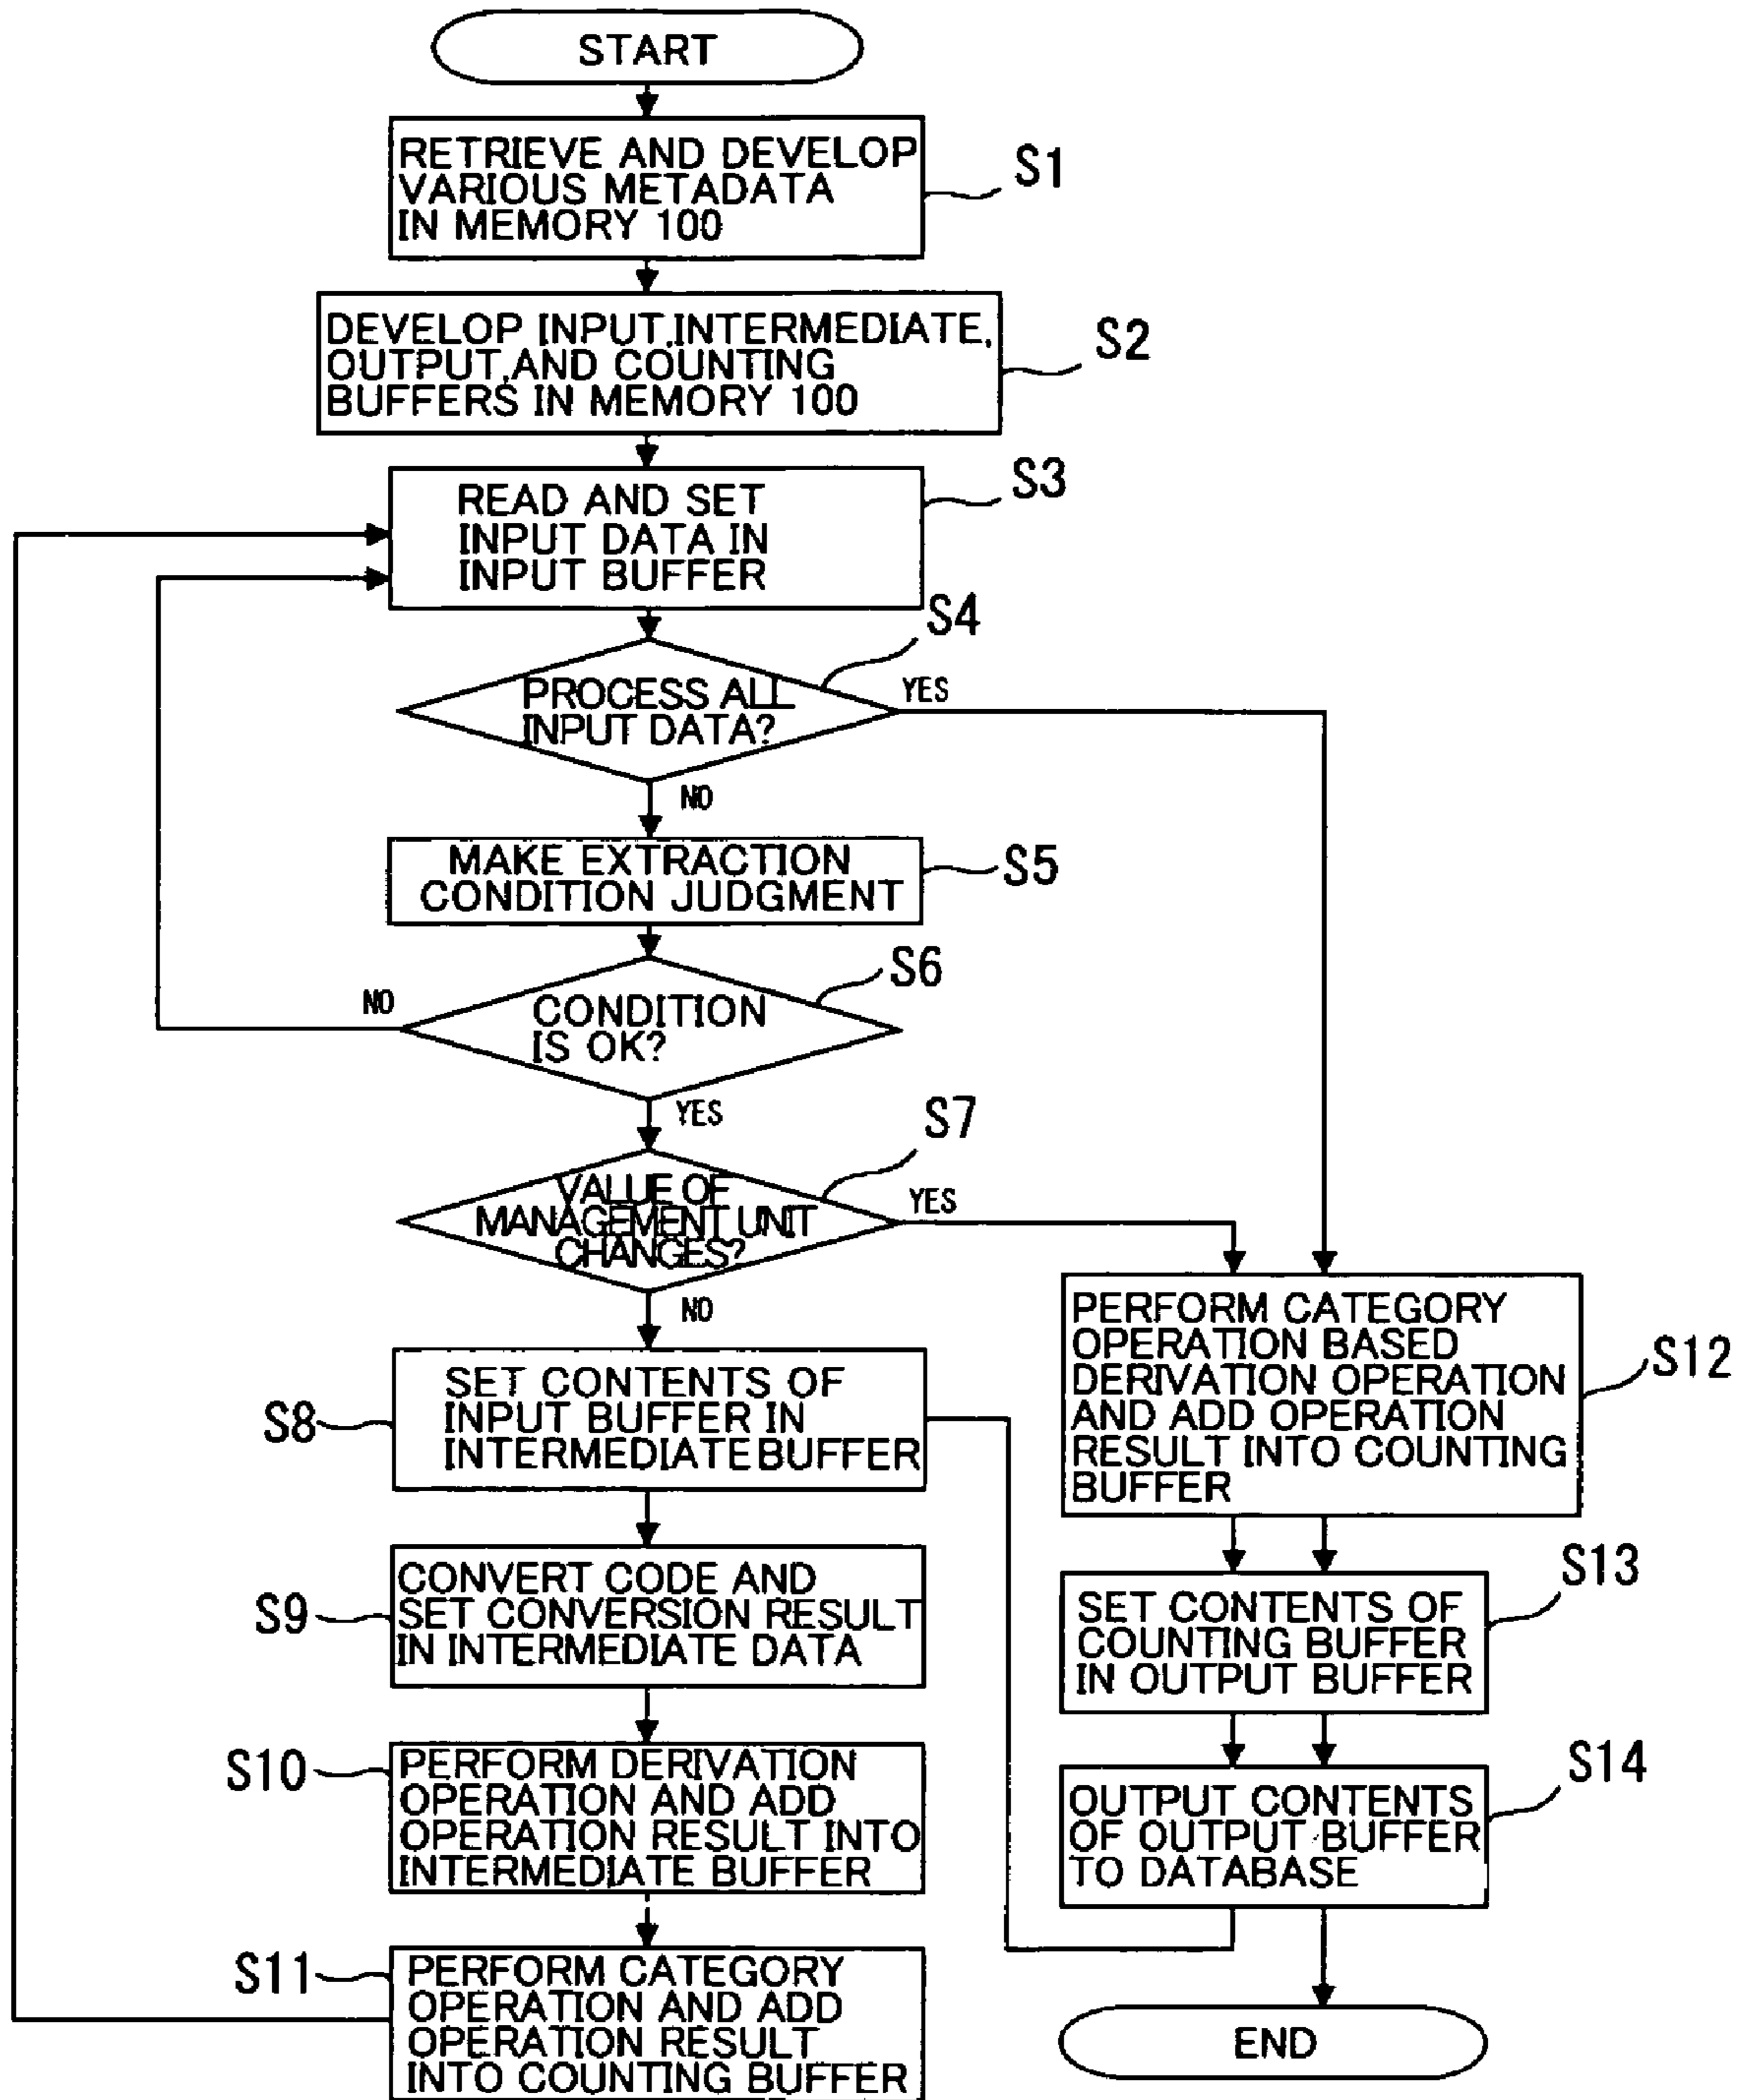 START
RETRIEVE AND DEVELOP
VARIOUS METADATA
IN MEMORY 100
S1
DEVELOP INPUT,INTERMEDIATE,
OUTPUT,AND COUNTING
BUFFERS IN MEMORY 100
S2
READ AND SET
INPUT DATA IN
INPUT BUFFER
S3
S4
PROCESS ALL
INPUT DATA?
YES
NO
MAKE EXTRACTION
CONDITION JUDGMENT
S5
S6
CONDITION
IS OK?
NO
YES
S7
VALUE OF
MANAGEMENT UNIT
CHANGES?
YES
NO
S8
SET CONTENTS OF
INPUT BUFFER IN
INTERMEDIATE BUFFER
S9
CONVERT CODE AND
SET CONVERSION RESULT
IN INTERMEDIATE DATA
S10
PERFORM DERIVATION
OPERATION AND ADD
OPERATION RESULT INTO
INTERMEDIATE BUFFER
S11
PERFORM CATEGORY
OPERATION AND ADD
OPERATION RESULT
INTO COUNTING BUFFER
PERFORM CATEGORY
OPERATION BASED
DERIVATION OPERATION
AND ADD OPERATION
RESULT INTO COUNTING
BUFFER
S12
SET CONTENTS OF
COUNTING BUFFER
IN OUTPUT BUFFER
S13
OUTPUT CONTENTS
OF OUTPUT BUFFER
TO DATABASE
S14
END